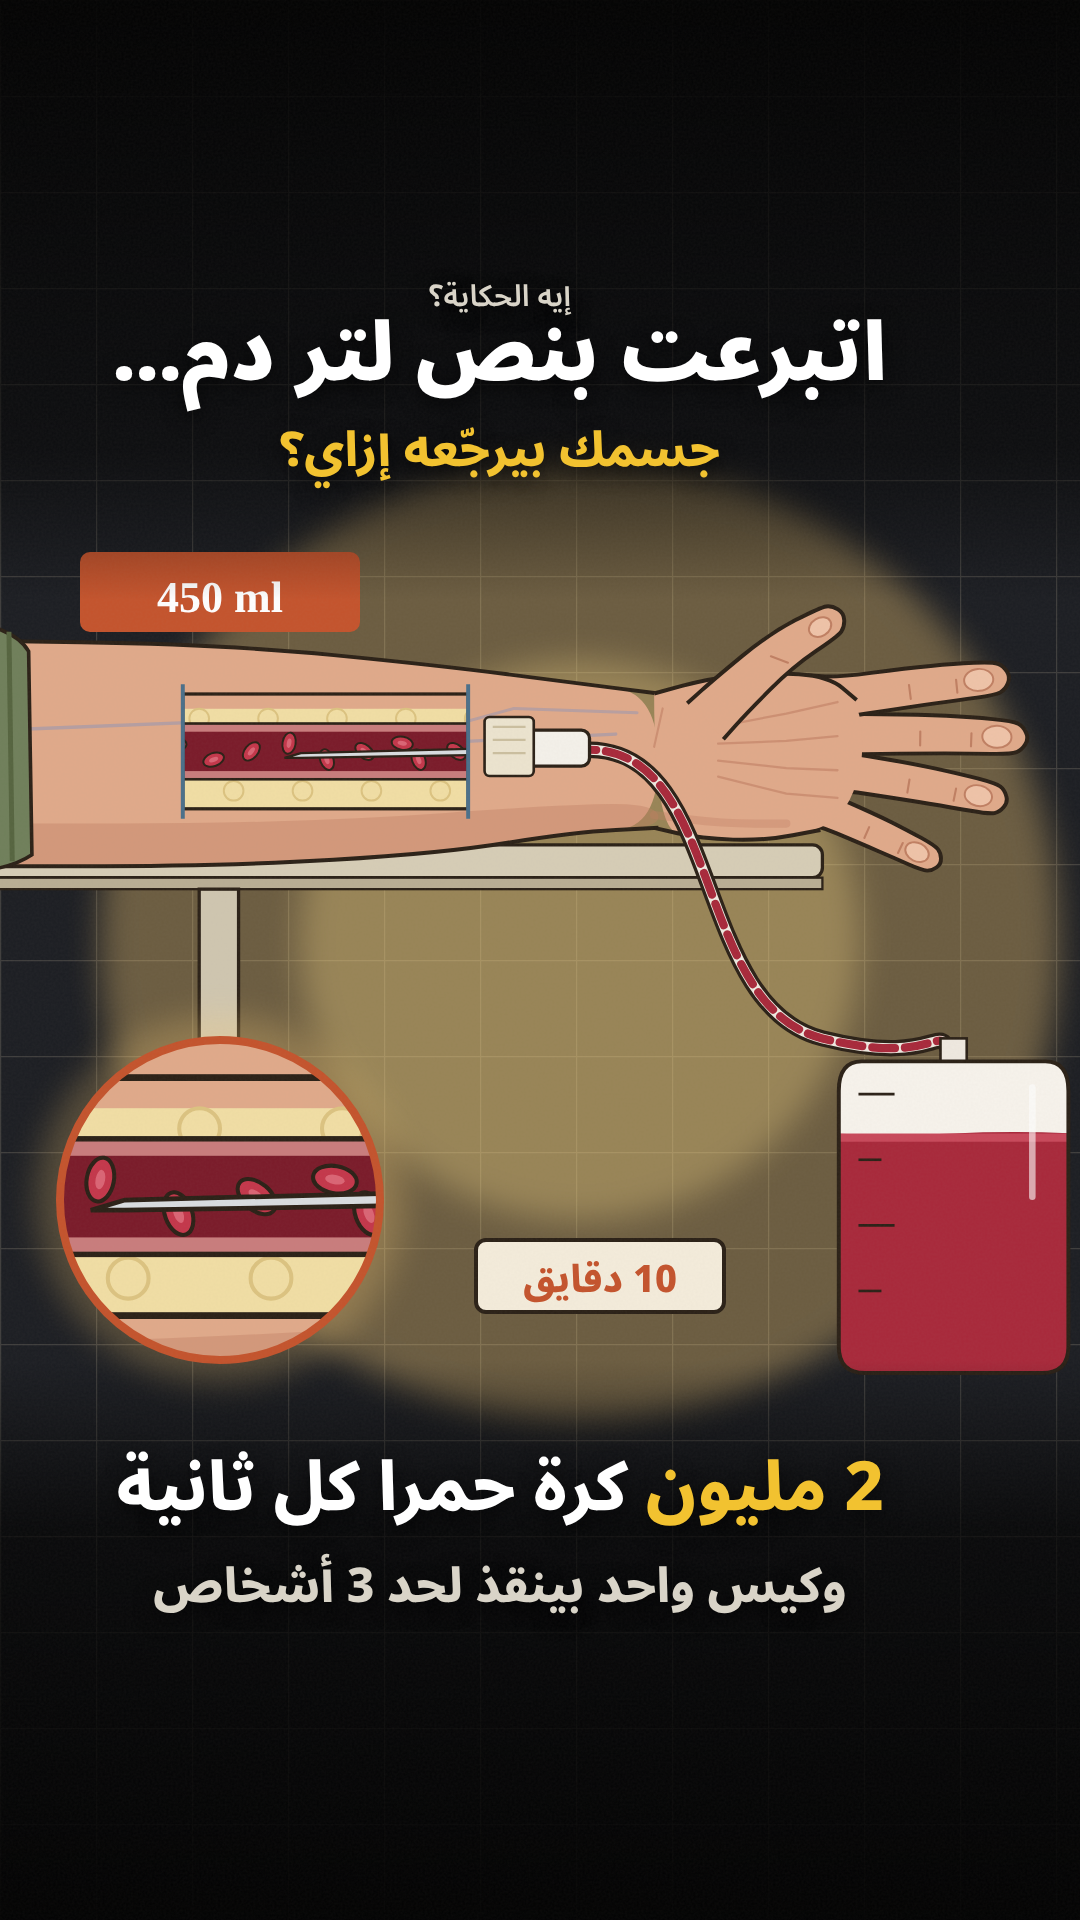 إيه الحكاية؟
اتبرعت بنص لتر دم...
جسمك بيرجّعه إزاي؟
450 ml
10 دقايق
2 مليون كرة حمرا كل ثانية
وكيس واحد بينقذ لحد 3 أشخاص